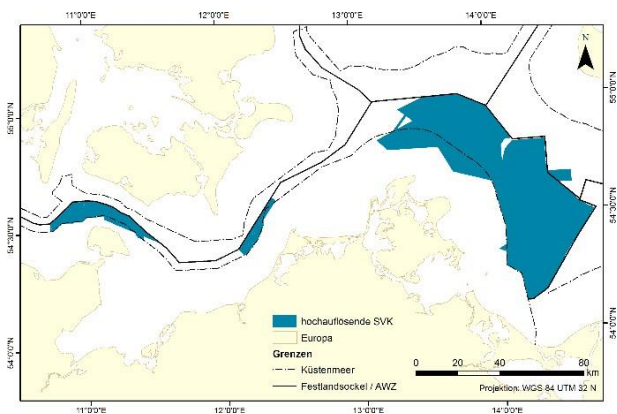 11°0'0"E 12°0'0"E 13°0'0"E 14°0'0"E
N
55°0'0"N
55°0'0"N
54°30'0"N
54°30'0"N
54°0'0"N
54°0'0"N
hochauflösende SVK
Europa
Grenzen
Küstenmeer
Festlandsockel / AWZ
0 20 40 80
km
Projektion: WGS 84 UTM 32 N
11°0'0"E 12°0'0"E 13°0'0"E 14°0'0"E